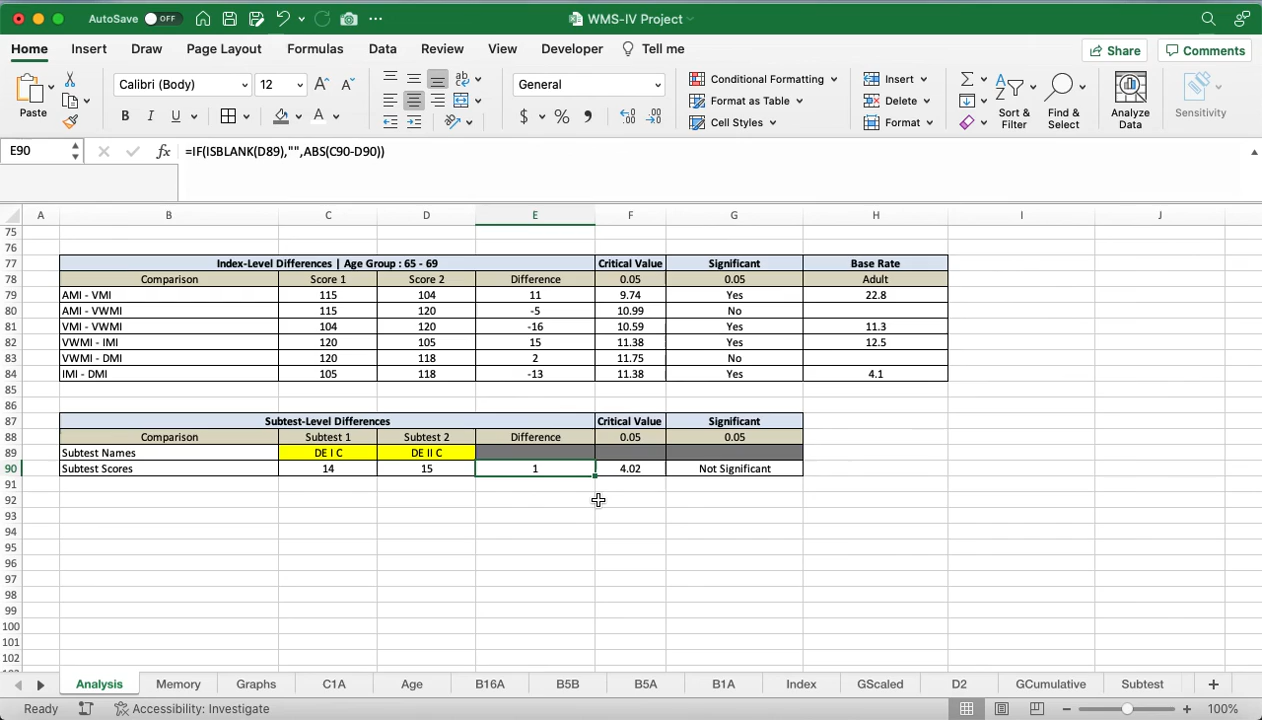 AutoSave OFF WMS-IV Project
Home Insert Draw Page Layout Formulas Data Review View Developer Tell me Share Comments
Paste Calibri (Body) 12 A A B I U A ab General $ % 9 Conditional Formatting Format as Table Cell Styles Insert Delete Format Sort & Filter Find & Select Analyze Data Sensitivity
E90 fx =IF(ISBLANK(D89),"",ABS(C90-D90))
A B C D E F G H I J
75
76
77 Index-Level Differences | Age Group : 65 - 69 Critical Value Significant Base Rate
78 Comparison Score 1 Score 2 Difference 0.05 0.05 Adult
79 AMI - VMI 115 104 11 9.74 Yes 22.8
80 AMI - VWMI 115 120 -5 10.99 No
81 VMI - VWMI 104 120 -16 10.59 Yes 11.3
82 VWMI - IMI 120 105 15 11.38 Yes 12.5
83 VWMI - DMI 120 118 2 11.75 No
84 IMI - DMI 105 118 -13 11.38 Yes 4.1
85
86
87 Subtest-Level Differences Critical Value Significant
88 Comparison Subtest 1 Subtest 2 Difference 0.05 0.05
89 Subtest Names DE I C DE II C
90 Subtest Scores 14 15 1 4.02 Not Significant
91
92
93
94
95
96
97
98
99
100
101
102
Analysis Memory Graphs C1A Age B16A B5B B5A B1A Index GScaled D2 GCumulative Subtest
Ready Accessibility: Investigate 100%